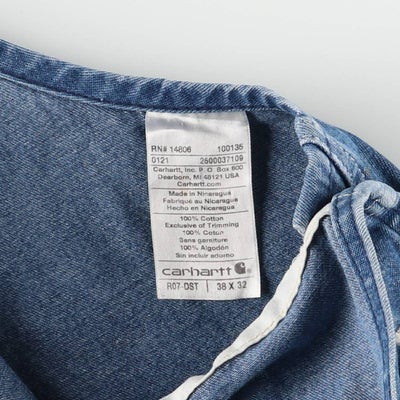 RN# 14806 100135
0121 2500037109
Carhartt, Inc. P. O. Box 600
Dearborn, MI 48121 USA
Carhartt.com
Made in Nicaragua
Fabriqué au Nicaragua
Hecho en Nicaragua
100% Cotton
Exclusive of Trimming
100% Coton
Sans garniture
100% Algodón
Sin incluir adorno
carhartt
R07-DST 38 X 32